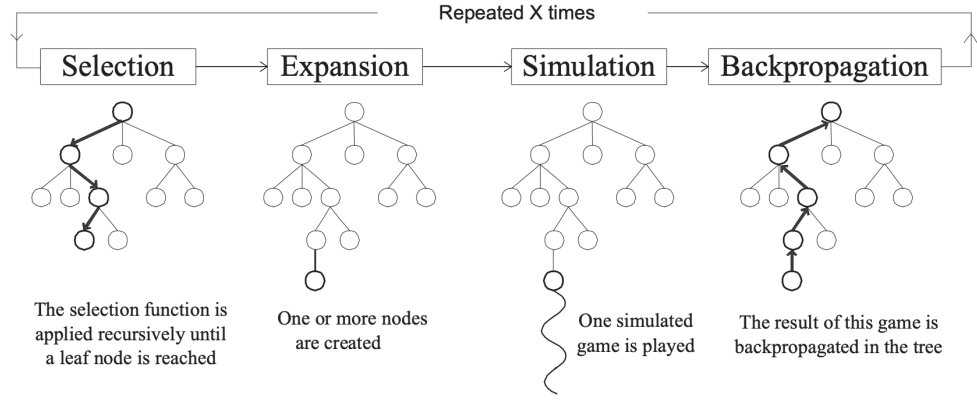 Repeated X times
Selection
Expansion
Simulation
Backpropagation
The selection function is
applied recursively until
a leaf node is reached
One or more nodes
are created
One simulated
game is played
The result of this game is
backpropagated in the tree